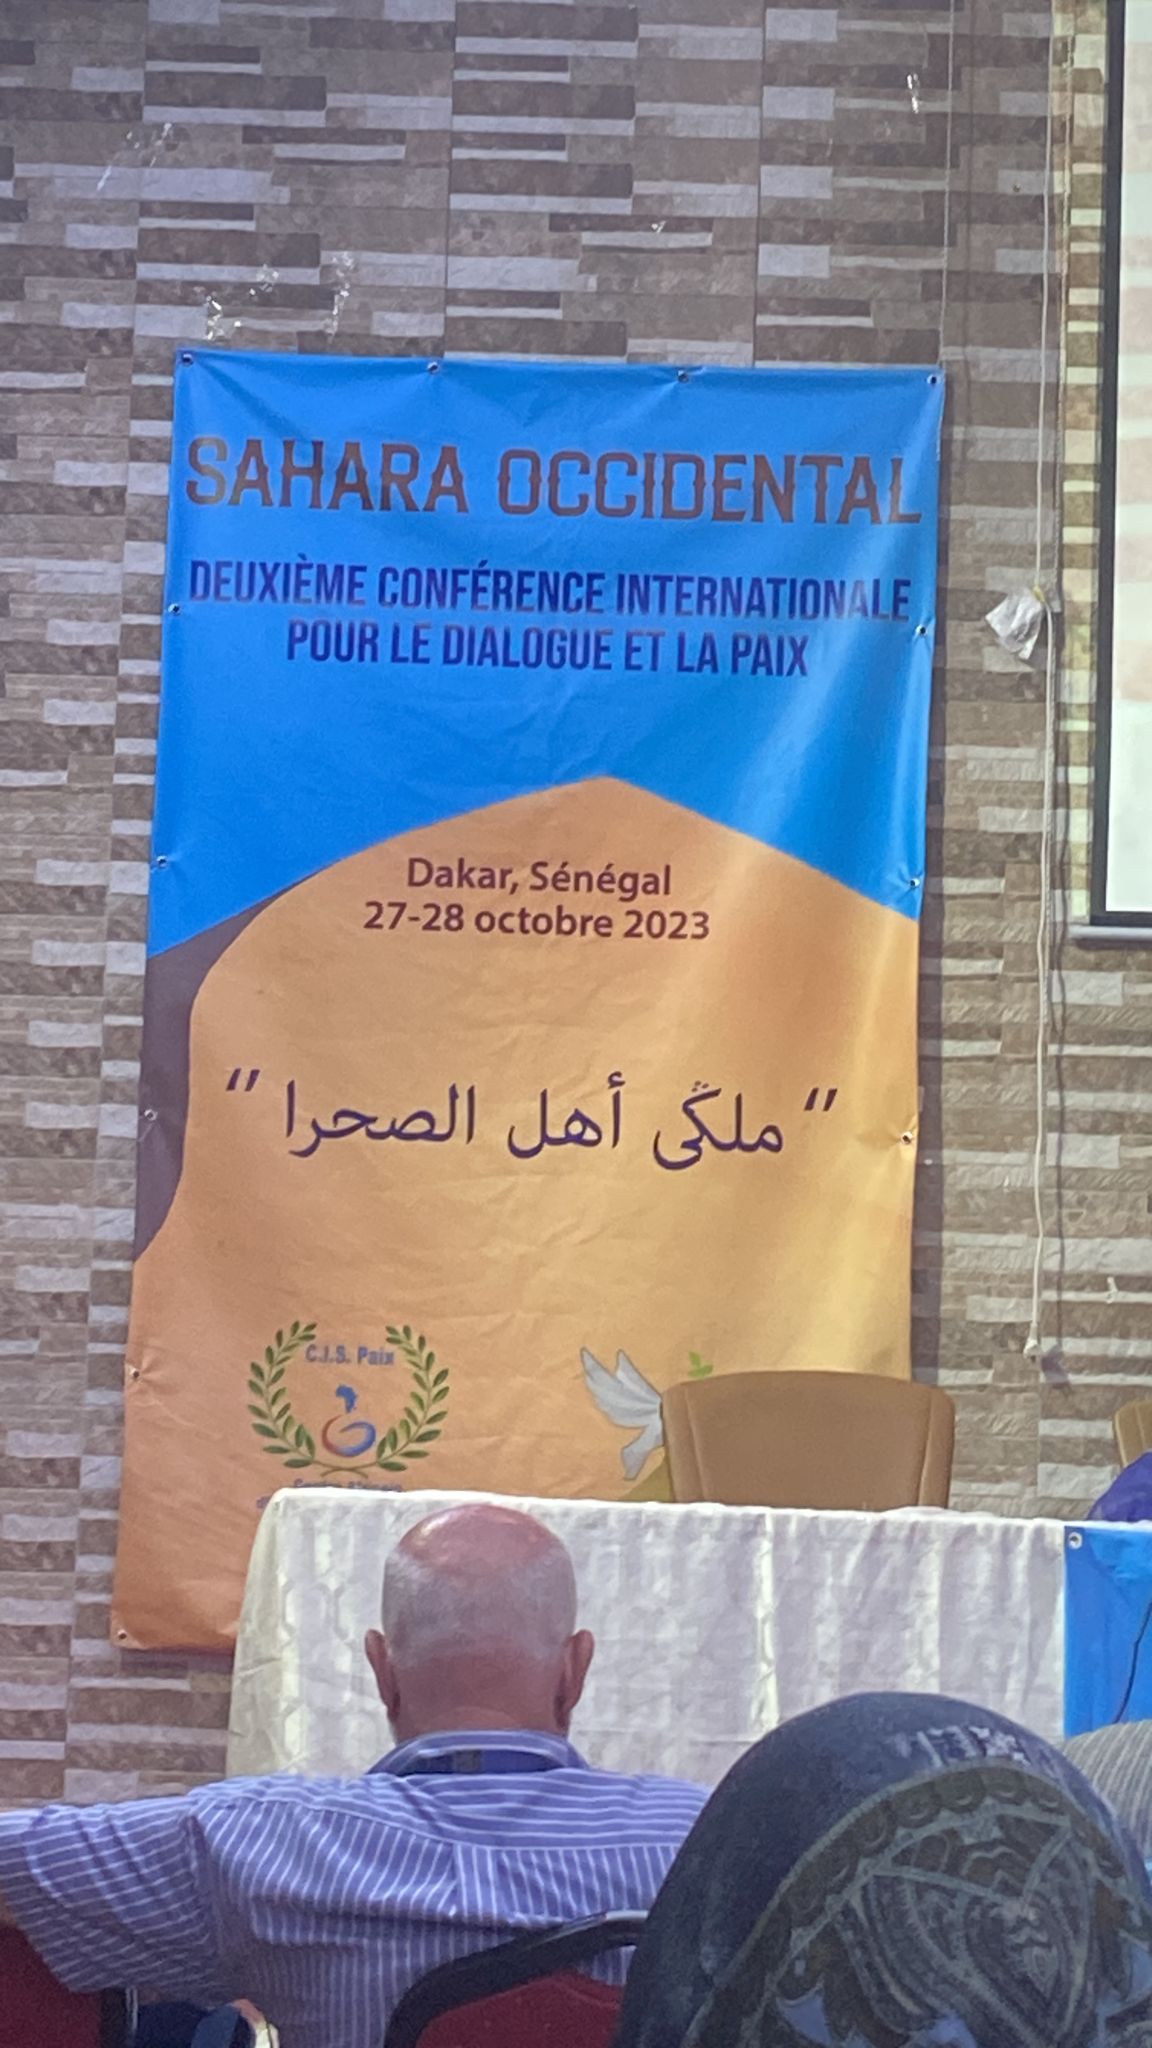 SAHARA OCCIDENTAL
DEUXIÈME CONFÉRENCE INTERNATIONALE
POUR LE DIALOGUE ET LA PAIX
Dakar, Sénégal
27-28 octobre 2023
“ ملڭى أهل الصحرا ”
C.I.S. Paix